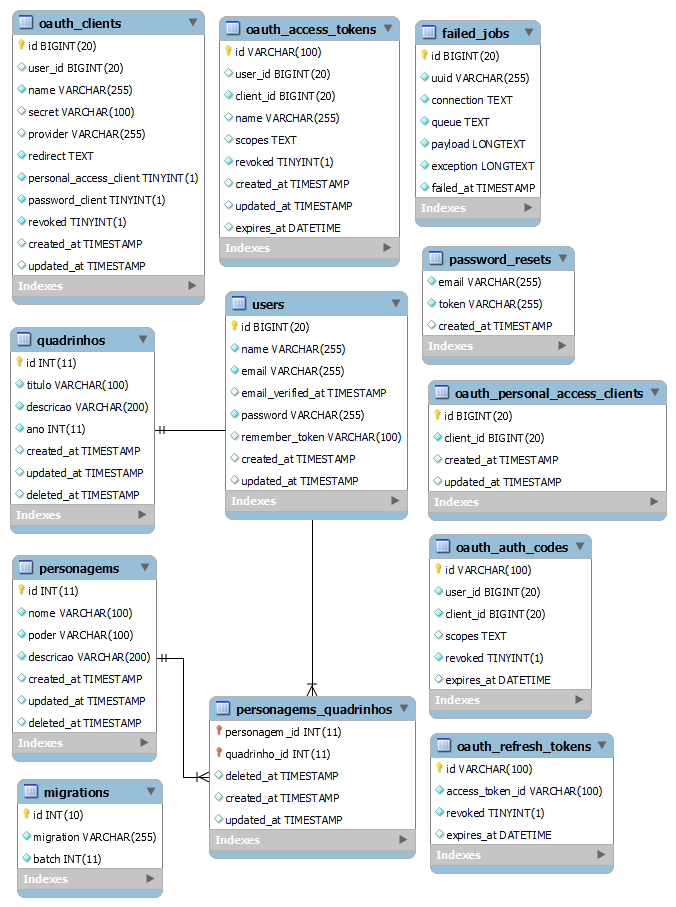 oauth_clients
id BIGINT(20)
user_id BIGINT(20)
name VARCHAR(255)
secret VARCHAR(100)
provider VARCHAR(255)
redirect TEXT
personal_access_client TINYINT(1)
password_client TINYINT(1)
revoked TINYINT(1)
created_at TIMESTAMP
updated_at TIMESTAMP
Indexes
oauth_access_tokens
id VARCHAR(100)
user_id BIGINT(20)
client_id BIGINT(20)
name VARCHAR(255)
scopes TEXT
revoked TINYINT(1)
created_at TIMESTAMP
updated_at TIMESTAMP
expires_at DATETIME
Indexes
failed_jobs
id BIGINT(20)
uuid VARCHAR(255)
connection TEXT
queue TEXT
payload LONGTEXT
exception LONGTEXT
failed_at TIMESTAMP
Indexes
password_resets
email VARCHAR(255)
token VARCHAR(255)
created_at TIMESTAMP
Indexes
quadrinhos
id INT(11)
titulo VARCHAR(100)
descricao VARCHAR(200)
ano INT(11)
created_at TIMESTAMP
updated_at TIMESTAMP
deleted_at TIMESTAMP
Indexes
users
id BIGINT(20)
name VARCHAR(255)
email VARCHAR(255)
email_verified_at TIMESTAMP
password VARCHAR(255)
remember_token VARCHAR(100)
created_at TIMESTAMP
updated_at TIMESTAMP
Indexes
oauth_personal_access_clients
id BIGINT(20)
client_id BIGINT(20)
created_at TIMESTAMP
updated_at TIMESTAMP
Indexes
personagems
id INT(11)
nome VARCHAR(100)
poder VARCHAR(100)
descricao VARCHAR(200)
created_at TIMESTAMP
updated_at TIMESTAMP
deleted_at TIMESTAMP
Indexes
oauth_auth_codes
id VARCHAR(100)
user_id BIGINT(20)
client_id BIGINT(20)
scopes TEXT
revoked TINYINT(1)
expires_at DATETIME
Indexes
personagems_quadrinhos
personagem_id INT(11)
quadrinho_id INT(11)
deleted_at TIMESTAMP
created_at TIMESTAMP
updated_at TIMESTAMP
Indexes
oauth_refresh_tokens
id VARCHAR(100)
access_token_id VARCHAR(100)
revoked TINYINT(1)
expires_at DATETIME
Indexes
migrations
id INT(10)
migration VARCHAR(255)
batch INT(11)
Indexes